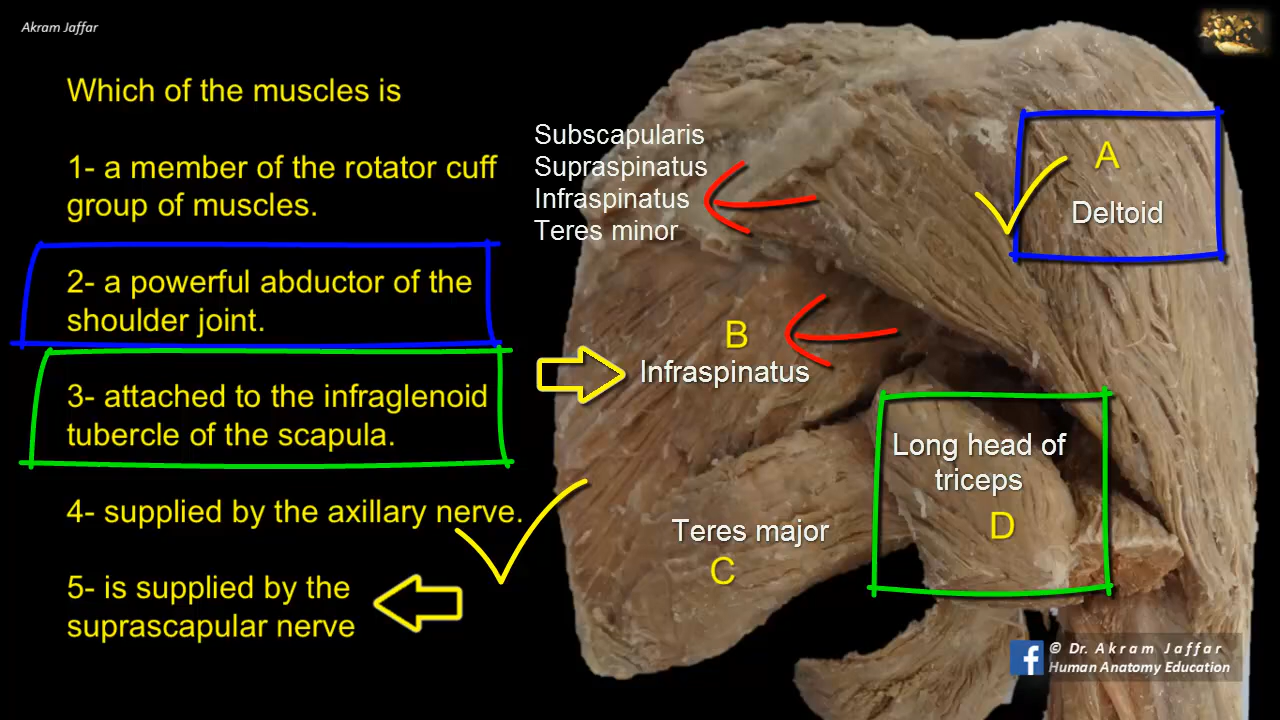 Akram Jaffar
Which of the muscles is
1- a member of the rotator cuff
group of muscles.
2- a powerful abductor of the
shoulder joint.
3- attached to the infraglenoid
tubercle of the scapula.
4- supplied by the axillary nerve.
5- is supplied by the
suprascapular nerve
Subscapularis
Supraspinatus
Infraspinatus
Teres minor
A
Deltoid
B
Infraspinatus
Long head of
triceps
D
Teres major
C
f
© Dr. Akram Jaffar
Human Anatomy Education